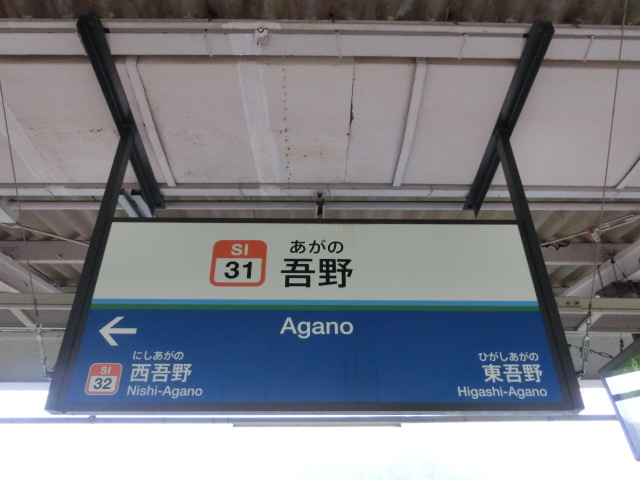 あがの
SI
31 吾野
Agano
←
にしあがの
SI
32 西吾野
Nishi-Agano
ひがしあがの
東吾野
Higashi-Agano